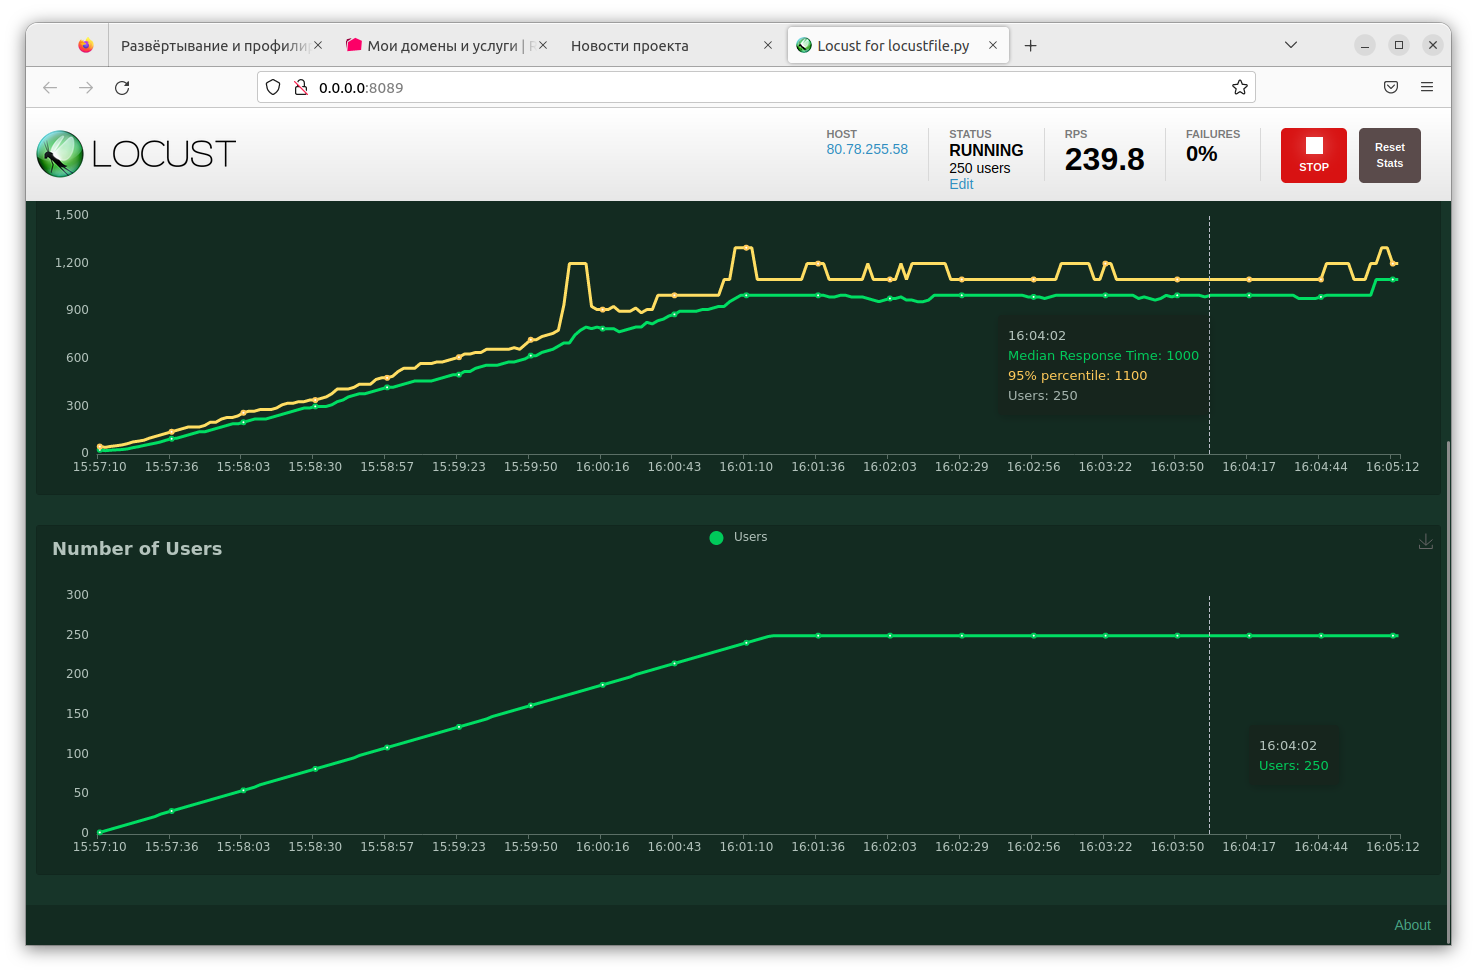 Развёртывание и профили
Мои домены и услуги | R
Новости проекта
Locust for locustfile.py
0.0.0.0:8089
LOCUST
HOST
80.78.255.58
STATUS
RUNNING
250 users
Edit
RPS
239.8
FAILURES
0%
STOP
Reset
Stats
1,500
1,200
900
600
300
0
15:57:10 15:57:36 15:58:03 15:58:30 15:58:57 15:59:23 15:59:50 16:00:16 16:00:43 16:01:10 16:01:36 16:02:03 16:02:29 16:02:56 16:03:22 16:03:50 16:04:17 16:04:44 16:05:12
16:04:02
Median Response Time: 1000
95% percentile: 1100
Users: 250
Number of Users
Users
300
250
200
150
100
50
0
15:57:10 15:57:36 15:58:03 15:58:30 15:58:57 15:59:23 15:59:50 16:00:16 16:00:43 16:01:10 16:01:36 16:02:03 16:02:29 16:02:56 16:03:22 16:03:50 16:04:17 16:04:44 16:05:12
16:04:02
Users: 250
About